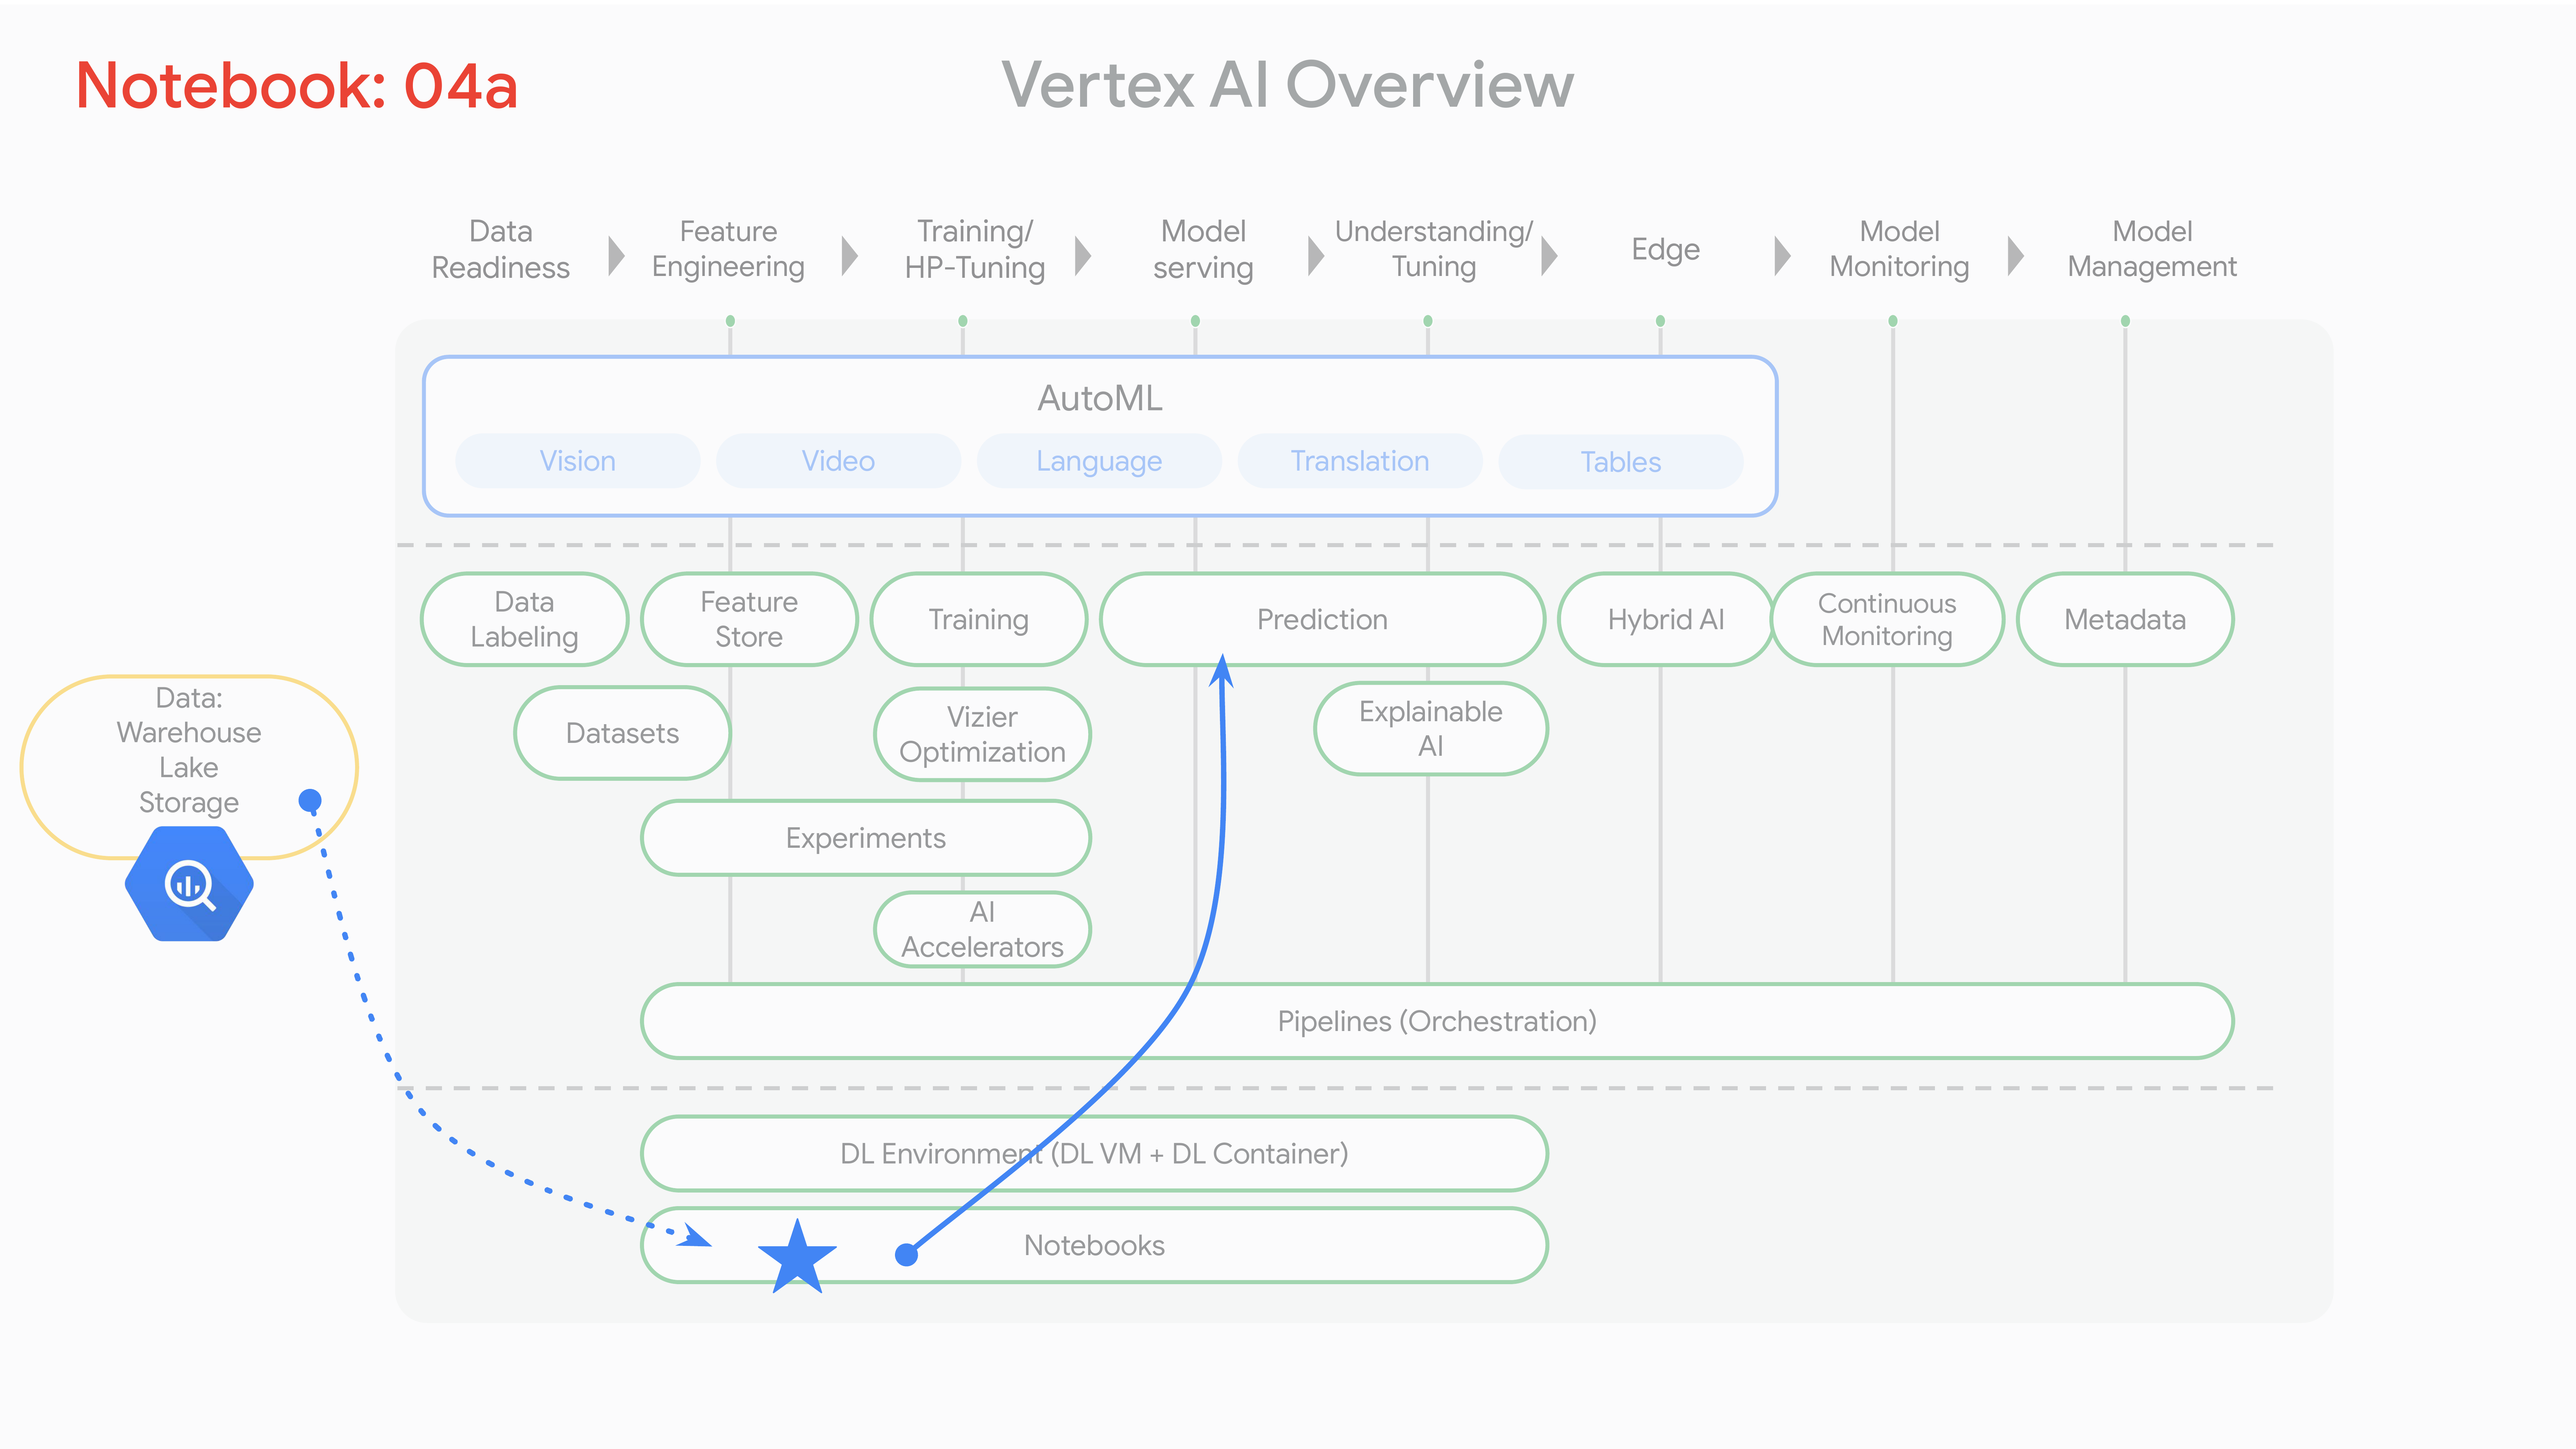 Notebook: 04a
Vertex AI Overview
Data
Readiness
Feature
Engineering
Training/
HP-Tuning
Model
serving
Understanding/
Tuning
Edge
Model
Monitoring
Model
Management
AutoML
Vision
Video
Language
Translation
Tables
Data
Labeling
Feature
Store
Training
Prediction
Hybrid AI
Continuous
Monitoring
Metadata
Data:
Warehouse
Lake
Storage
Datasets
Vizier
Optimization
Explainable
AI
Experiments
AI
Accelerators
Pipelines (Orchestration)
DL Environment (DL VM + DL Container)
Notebooks